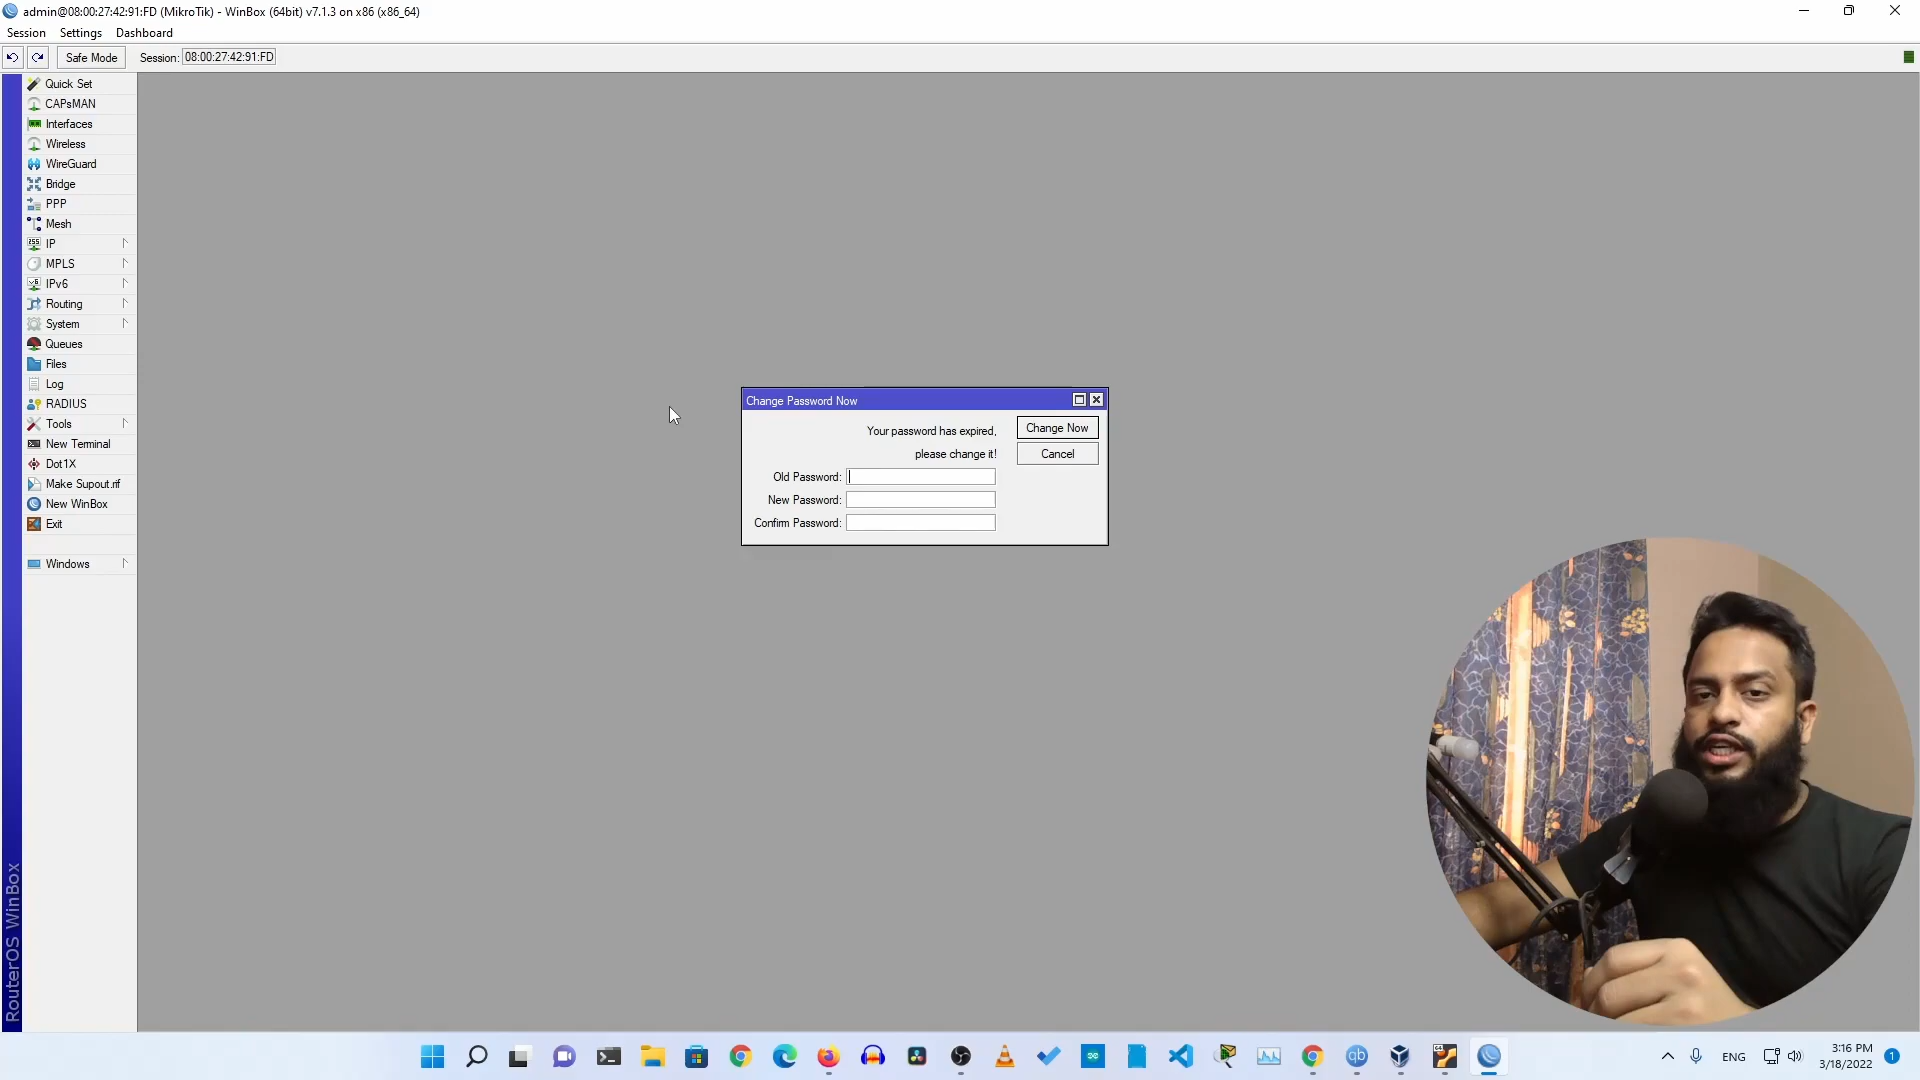 admin@08:00:27:42:91:FD (MikroTik) - WinBox (64bit) v7.1.3 on x86 (x86_64)
Session Settings Dashboard
Safe Mode Session: 08:00:27:42:91:FD
Quick Set
CAPsMAN
Interfaces
Wireless
WireGuard
Bridge
PPP
Mesh
IP
MPLS
IPv6
Routing
System
Queues
Files
Log
RADIUS
Tools
New Terminal
Dot1X
Make Supout.rif
New WinBox
Exit
Windows
RouterOS WinBox
Change Password Now
Your password has expired,
please change it!
Change Now
Cancel
Old Password:
New Password:
Confirm Password:
ENG
3:16 PM
3/18/2022
1